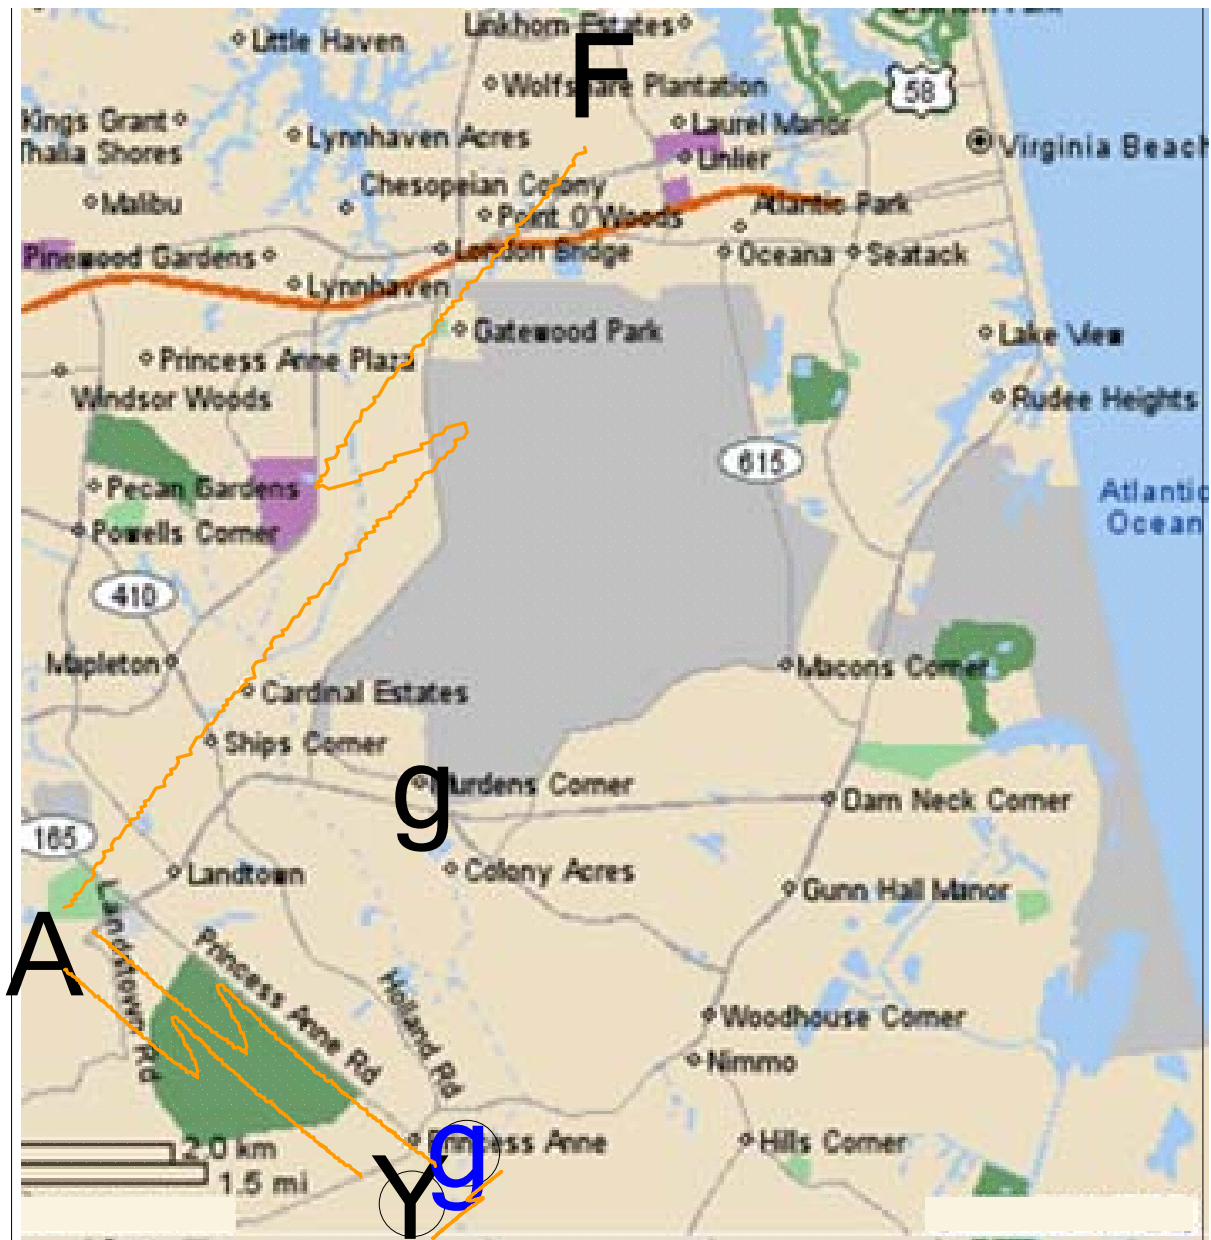 Linkhorn Estates
Little Haven
F
Wolfsnare Plantation
58
Kings Grant
Laurel Manor
Lynnhaven Acres
Virginia Beach
Thalia Shores
Linlier
Chesopeian Colony
Malibu
Atlantic Park
Point O'Woods
Pinewood Gardens
London Bridge
Oceana
Seatack
Lynnhaven
Gatewood Park
Lake View
Princess Anne Plaza
Windsor Woods
Rudee Heights
615
Pecan Gardens
Atlantic
Ocean
Powells Corner
410
Mapleton
Macons Corner
Cardinal Estates
Ships Corner
g
Murdens Corner
Dam Neck Corner
165
Landtown
Colony Acres
Gunn Hall Manor
Landstown Rd
A
Princess Anne Rd
Holland Rd
Woodhouse Corner
Nimmo
2.0 km
Princess Anne
g
Hills Corner
1.5 mi
Y